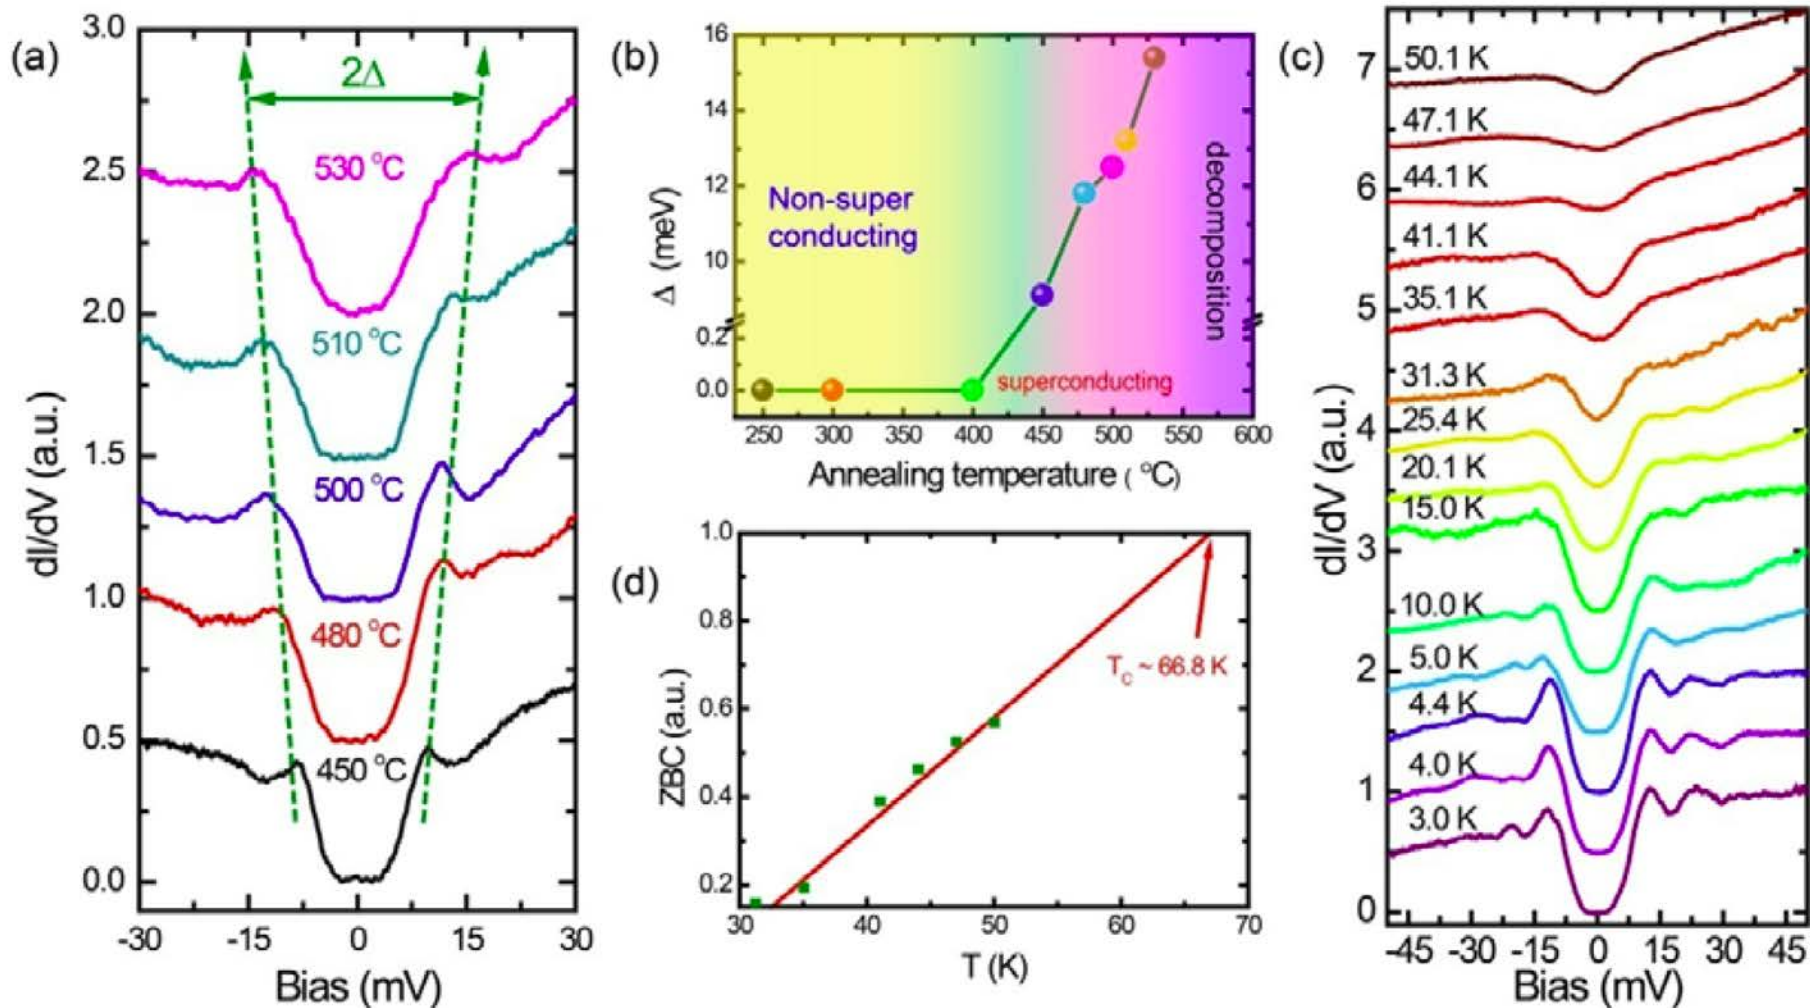 (a)
3.0
2.5
2.0
1.5
1.0
0.5
0.0
dI/dV (a.u.)
2Δ
530 °C
510 °C
500 °C
480 °C
450 °C
-30 -15 0 15 30
Bias (mV)
(b)
16
14
12
10
0.2
0.0
Δ (meV)
Non-super
conducting
superconducting
decomposition
250 300 350 400 450 500 550 600
Annealing temperature ( °C)
(c)
7
6
5
4
3
2
1
0
dI/dV (a.u.)
50.1 K
47.1 K
44.1 K
41.1 K
35.1 K
31.3 K
25.4 K
20.1 K
15.0 K
10.0 K
5.0 K
4.4 K
4.0 K
3.0 K
-45 -30 -15 0 15 30 45
Bias (mV)
(d)
1.0
0.8
0.6
0.4
0.2
ZBC (a.u.)
Tc ~ 66.8 K
30 40 50 60 70
T (K)